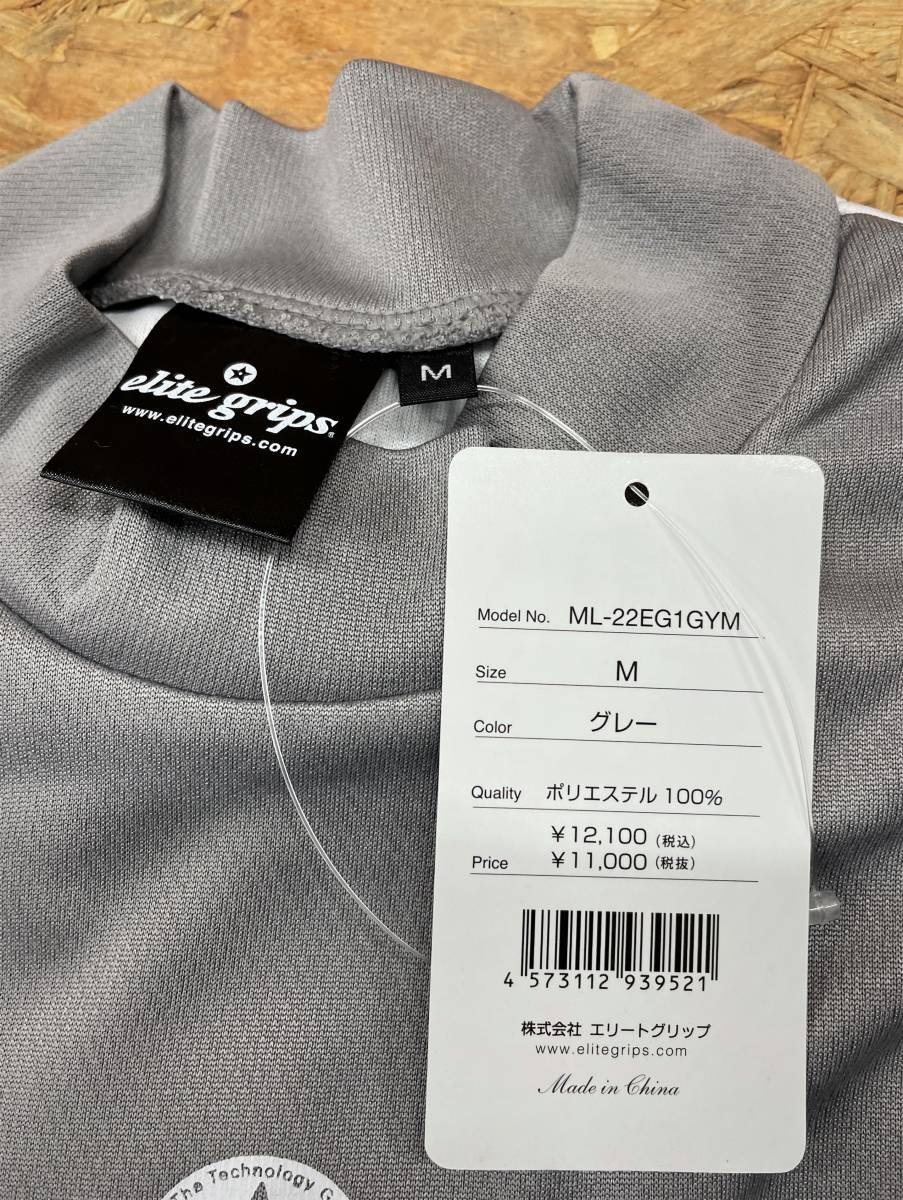 elite grips®
www.elitegrips.com
M
Model No. ML-22EG1GYM
Size M
Color グレー
Quality ポリエステル 100%
¥12,100 (税込)
Price ¥11,000 (税抜)
4 573112 939521
株式会社 エリートグリップ
www.elitegrips.com
Made in China
The Technology G